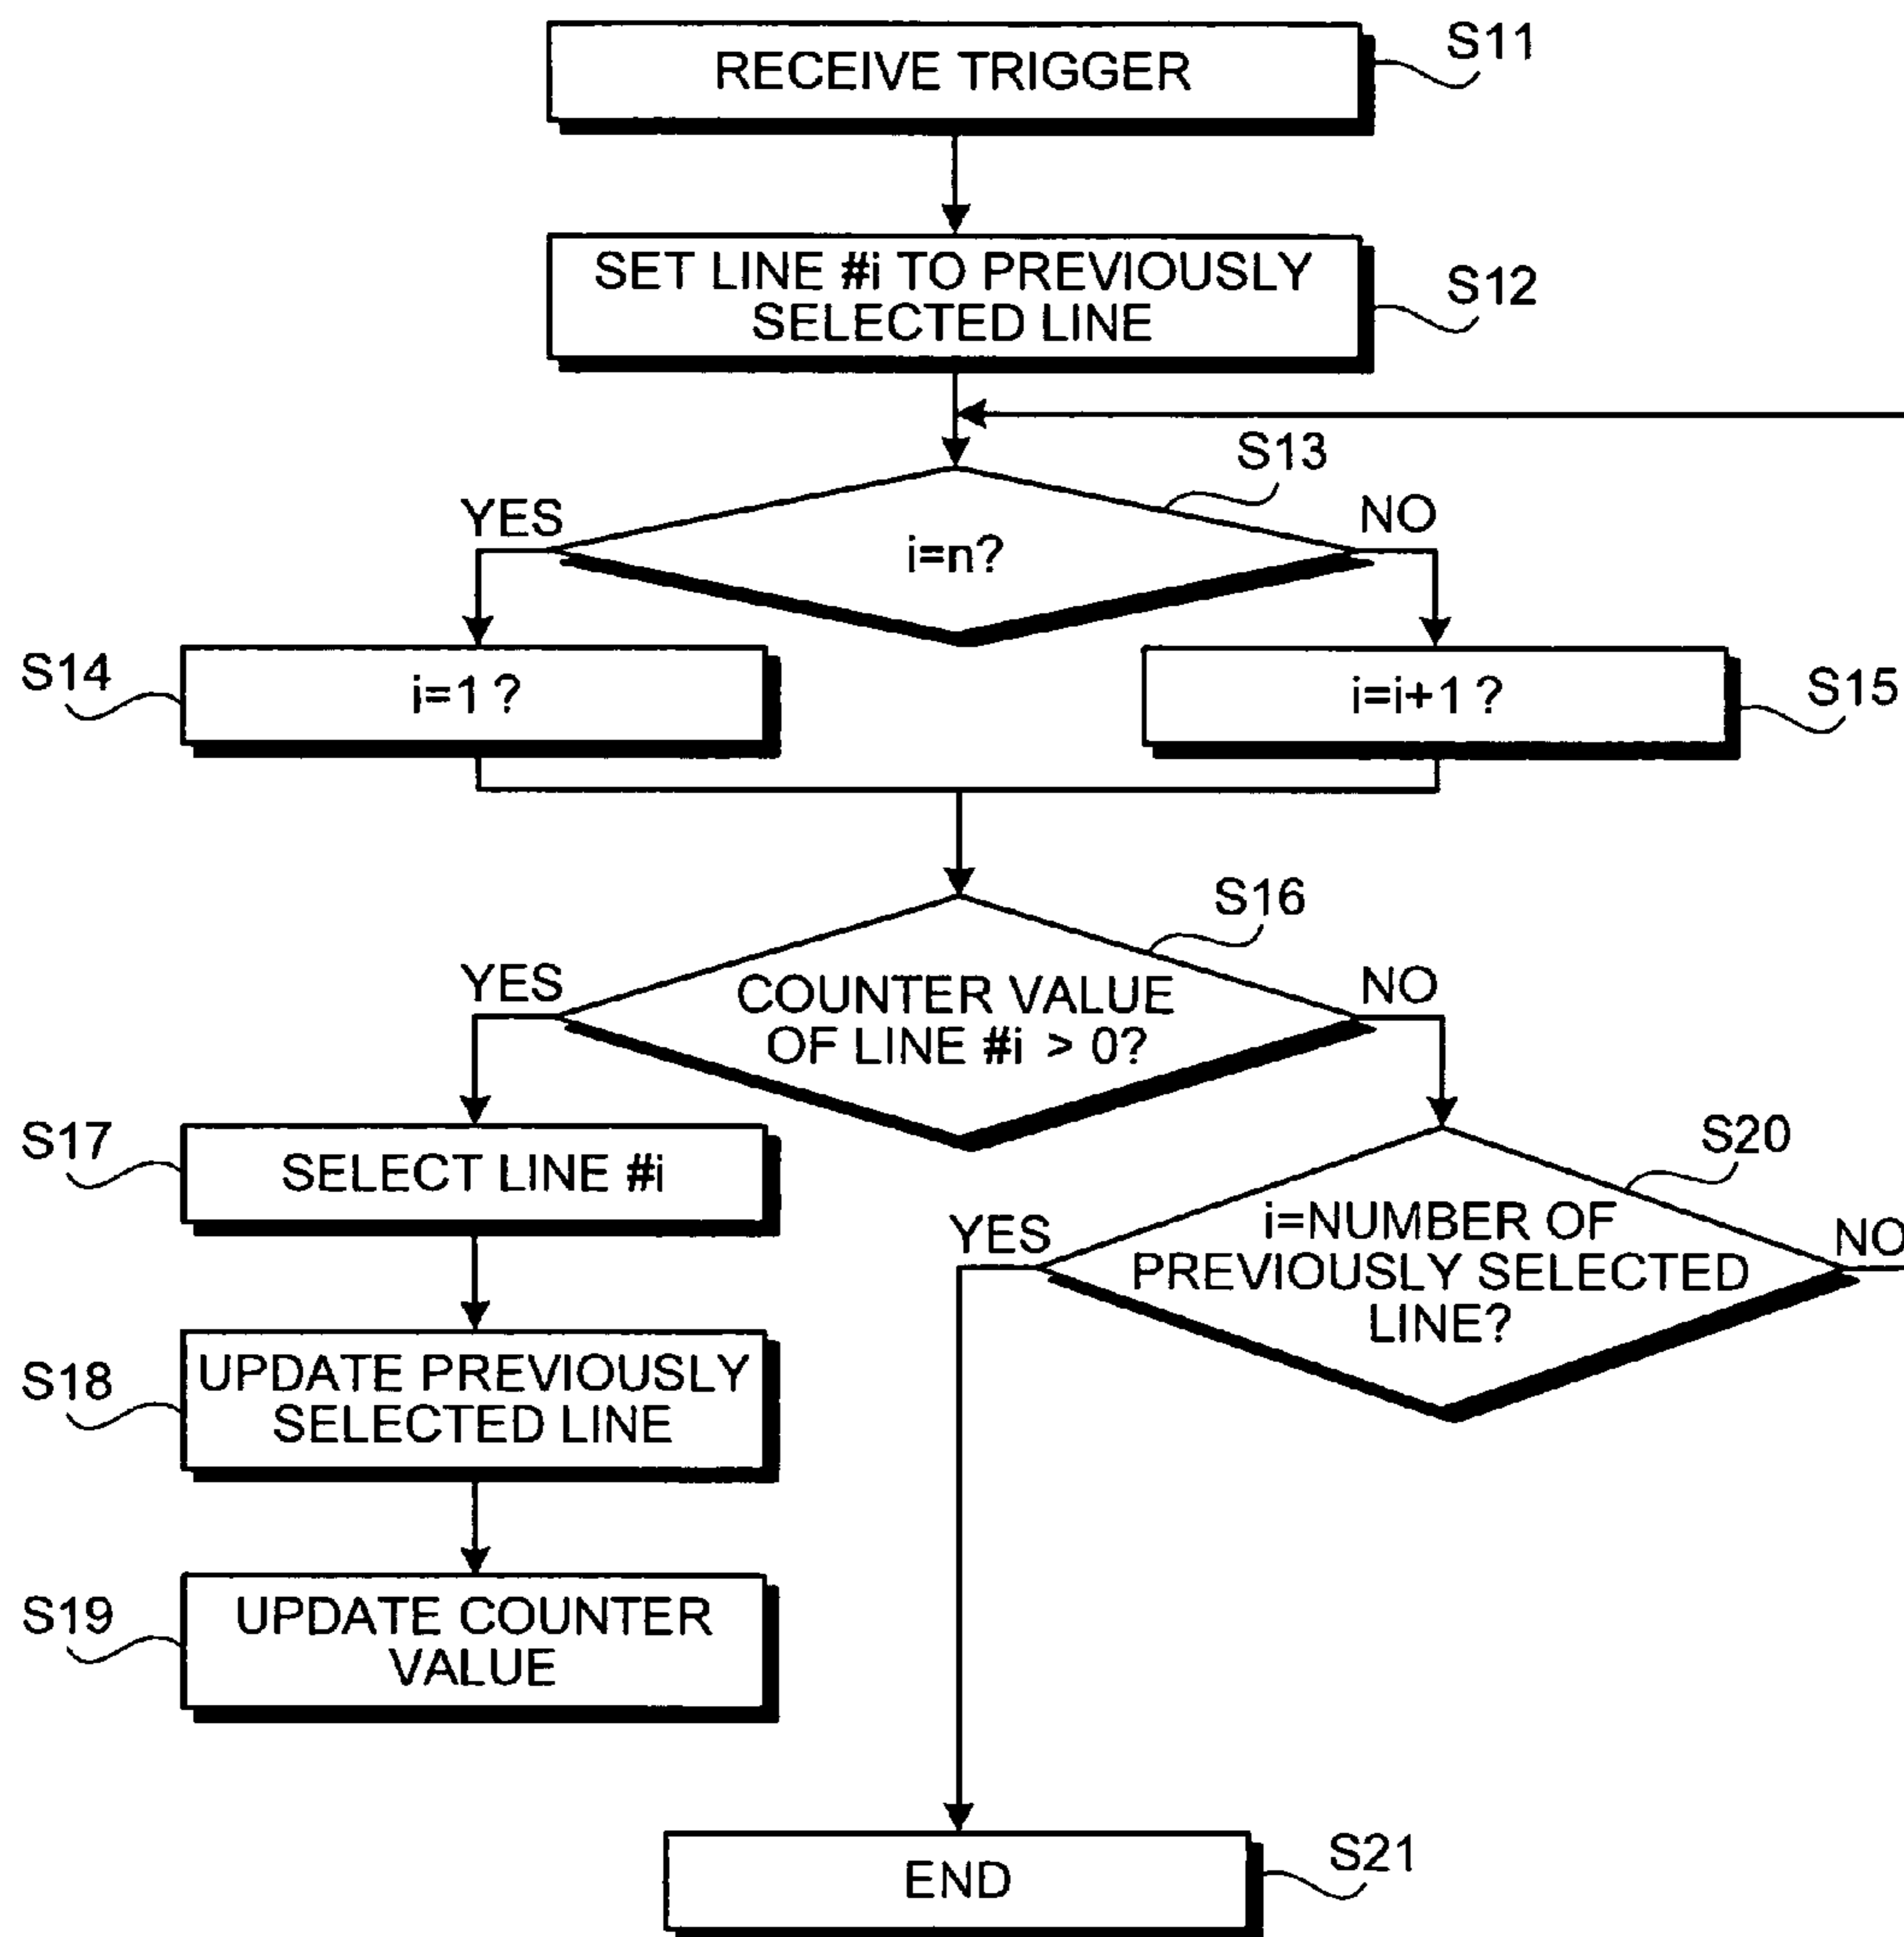 RECEIVE TRIGGER
S11
SET LINE #i TO PREVIOUSLY
SELECTED LINE
S12
S13
YES
NO
i=n?
S14
i=1 ?
i=i+1 ?
S15
S16
YES
NO
COUNTER VALUE
OF LINE #i > 0?
S17
SELECT LINE #i
S20
YES
NO
i=NUMBER OF
PREVIOUSLY SELECTED
LINE?
S18
UPDATE PREVIOUSLY
SELECTED LINE
S19
UPDATE COUNTER
VALUE
END
S21